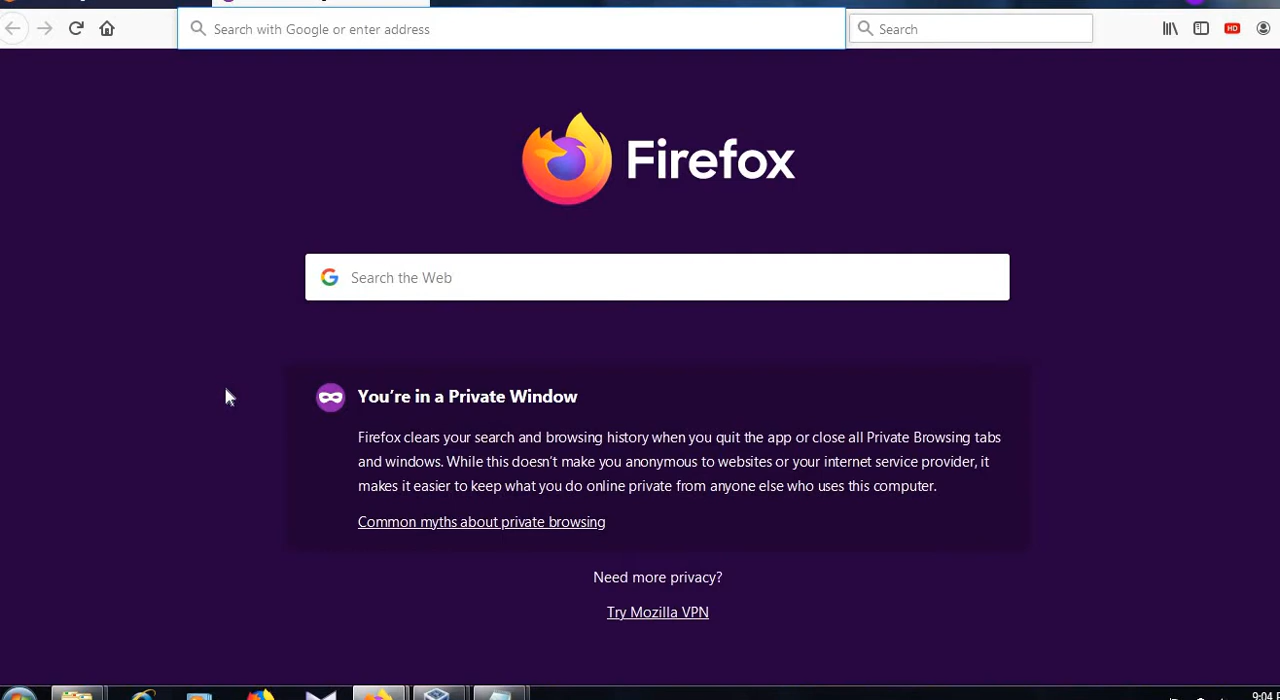 Search with Google or enter address
Search
HD
Firefox
Search the Web
You're in a Private Window
Firefox clears your search and browsing history when you quit the app or close all Private Browsing tabs
and windows. While this doesn't make you anonymous to websites or your internet service provider, it
makes it easier to keep what you do online private from anyone else who uses this computer.
Common myths about private browsing
Need more privacy?
Try Mozilla VPN
9:04